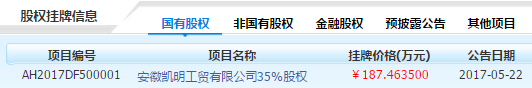 股权挂牌信息 国有股权 非国有股权 金融股权 预披露公告 其他项目
项目编号 项目名称 挂牌价格(万元) 公告日期
AH2017DF500001 安徽凯明工贸有限公司35%股权 ￥187.463500 2017-05-22